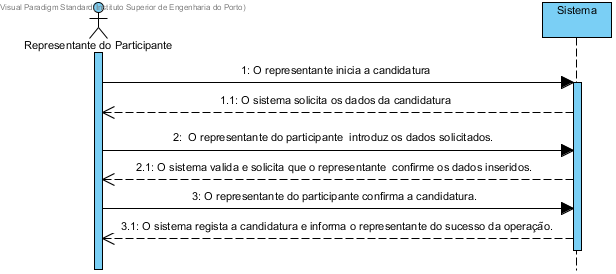 Visual Paradigm Standard(Instituto Superior de Engenharia do Porto)
Sistema
Representante do Participante
1: O representante inicia a candidatura
1.1: O sistema solicita os dados da candidatura
2:  O representante do participante  introduz os dados solicitados.
2.1: O sistema valida e solicita que o representante  confirme os dados inseridos.
3: O representante do participante confirma a candidatura.
3.1: O sistema regista a candidatura e informa o representante do sucesso da operação.